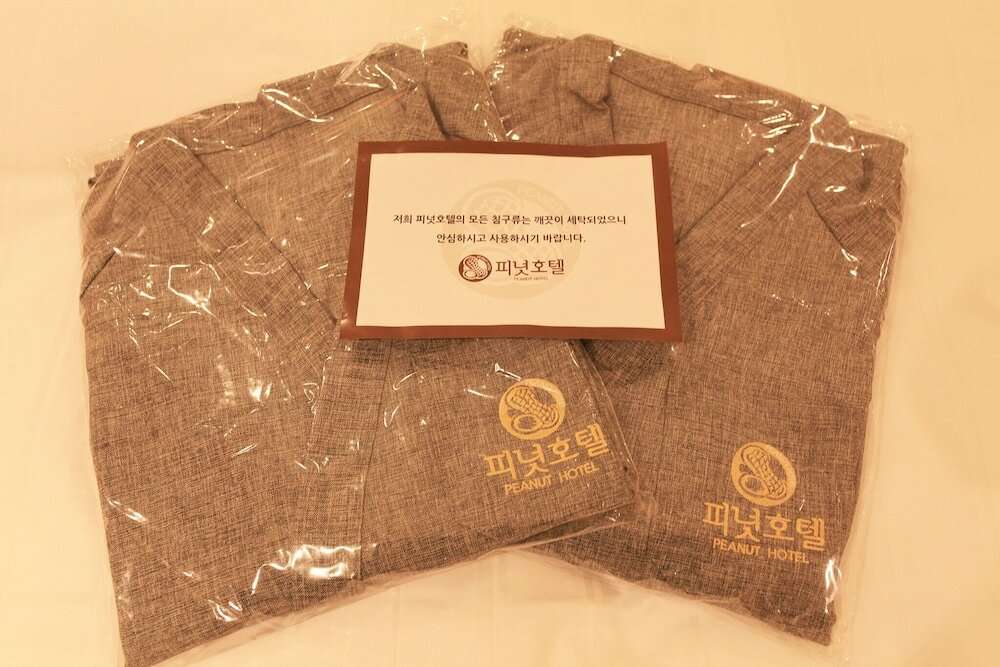 PEANUT
저희 피넛호텔의 모든 침구류는 깨끗이 세탁되었으니
안심하시고 사용하시기 바랍니다.
피넛호텔
PEANUT HOTEL
피넛호텔
PEANUT HOTEL
피넛호텔
PEANUT HOTEL